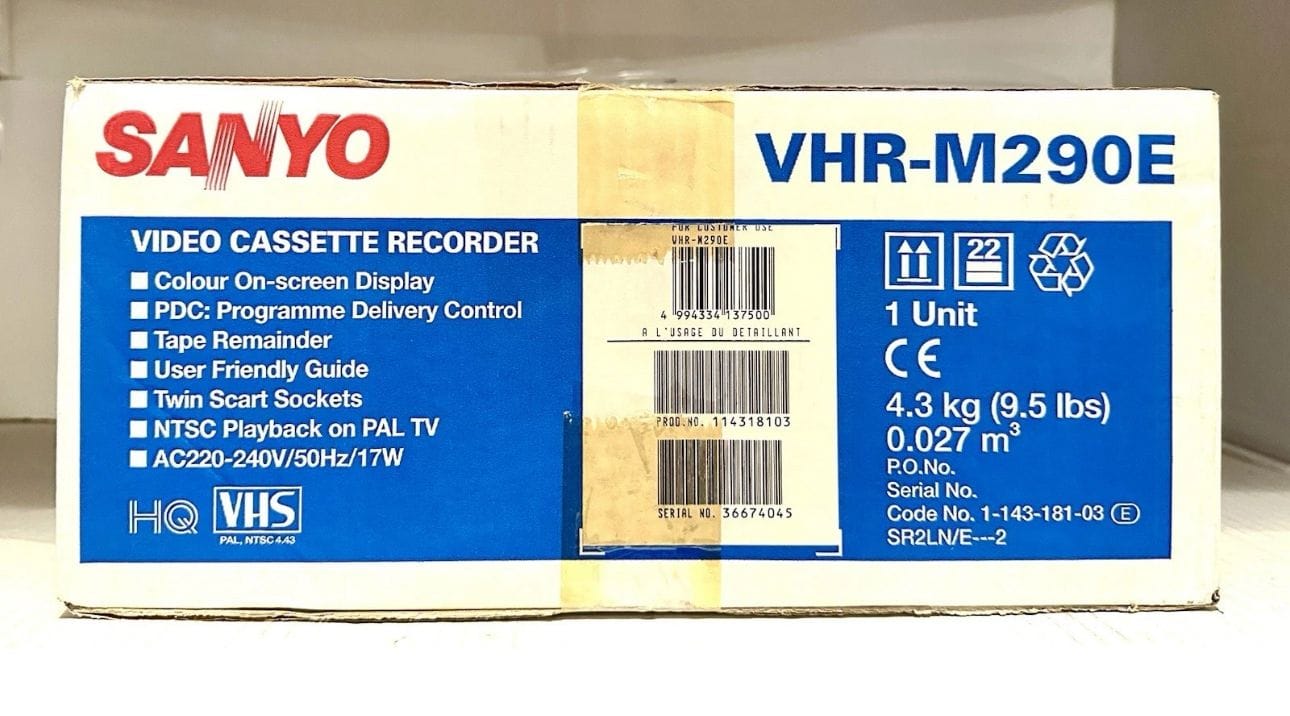 SANYO
VHR-M290E
VIDEO CASSETTE RECORDER
Colour On-screen Display
PDC: Programme Delivery Control
Tape Remainder
User Friendly Guide
Twin Scart Sockets
NTSC Playback on PAL TV
AC220-240V/50Hz/17W
HQ
VHS
PAL, NTSC 4.43
FOR CUSTOMER USE
VHR-M290E
4 994334 137500
A L'USAGE DU DETAILLANT
PROD.NO. 114318103
SERIAL NO. 36674045
22
1 Unit
CE
4.3 kg (9.5 lbs)
0.027 m³
P.O.No.
Serial No.
Code No. 1-143-181-03 E
SR2LN/E---2